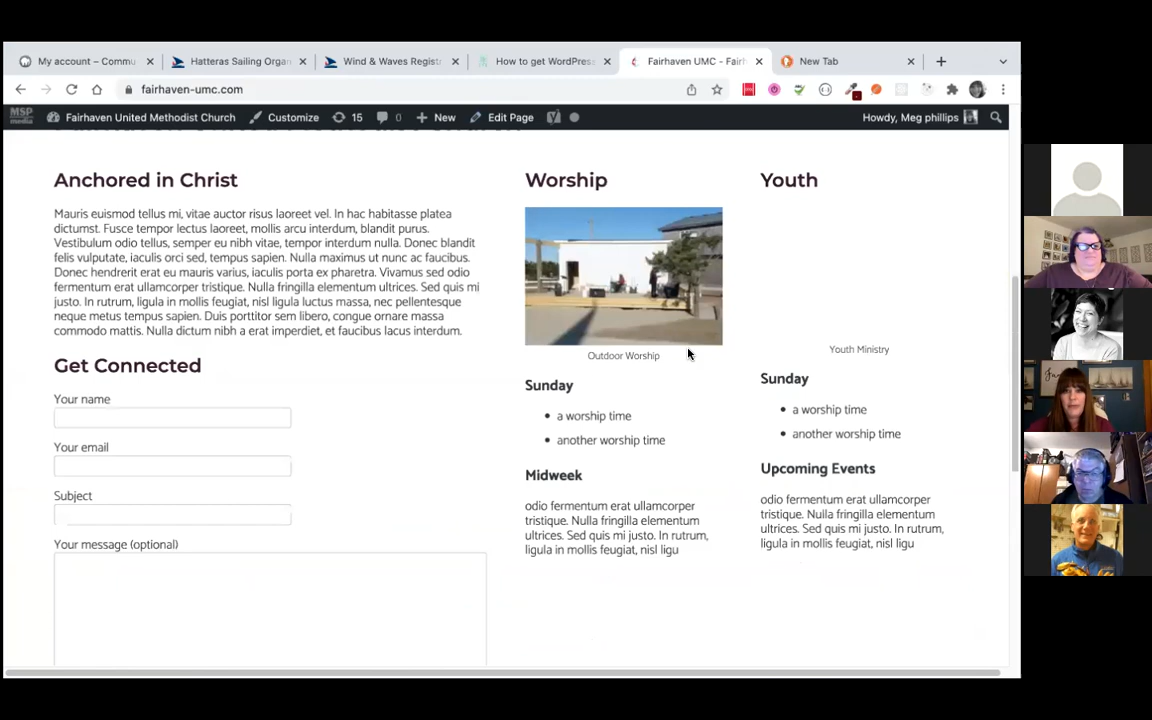 My account – Commu
Hatteras Sailing Organ
Wind & Waves Regist
How to get WordPress
Fairhaven UMC - Fairh
New Tab
fairhaven-umc.com
MSP
media
Fairhaven United Methodist Church
Customize
15
0
New
Edit Page
Howdy, Meg phillips
Anchored in Christ
Mauris euismod tellus mi, vitae auctor risus laoreet vel. In hac habitasse platea
dictumst. Fusce tempor lectus laoreet, mollis arcu interdum, blandit purus.
Vestibulum odio tellus, semper eu nibh vitae, tempor interdum nulla. Donec blandit
felis vulputate, iaculis orci sed, tempus sapien. Nulla maximus ut nunc ac faucibus.
Donec hendrerit erat eu mauris varius, iaculis porta ex pharetra. Vivamus sed odio
fermentum erat ullamcorper tristique. Nulla fringilla elementum ultrices. Sed quis mi
justo. In rutrum, ligula in mollis feugiat, nisl ligula luctus massa, nec pellentesque
neque metus tempus sapien. Duis porttitor sem libero, congue ornare massa
commodo mattis. Nulla dictum nibh a erat imperdiet, et faucibus lacus interdum.
Get Connected
Your name
Your email
Subject
Your message (optional)
Worship
Outdoor Worship
Sunday
a worship time
another worship time
Midweek
odio fermentum erat ullamcorper
tristique. Nulla fringilla elementum
ultrices. Sed quis mi justo. In rutrum,
ligula in mollis feugiat, nisl ligu
Youth
Youth Ministry
Sunday
a worship time
another worship time
Upcoming Events
odio fermentum erat ullamcorper
tristique. Nulla fringilla elementum
ultrices. Sed quis mi justo. In rutrum,
ligula in mollis feugiat, nisl ligu